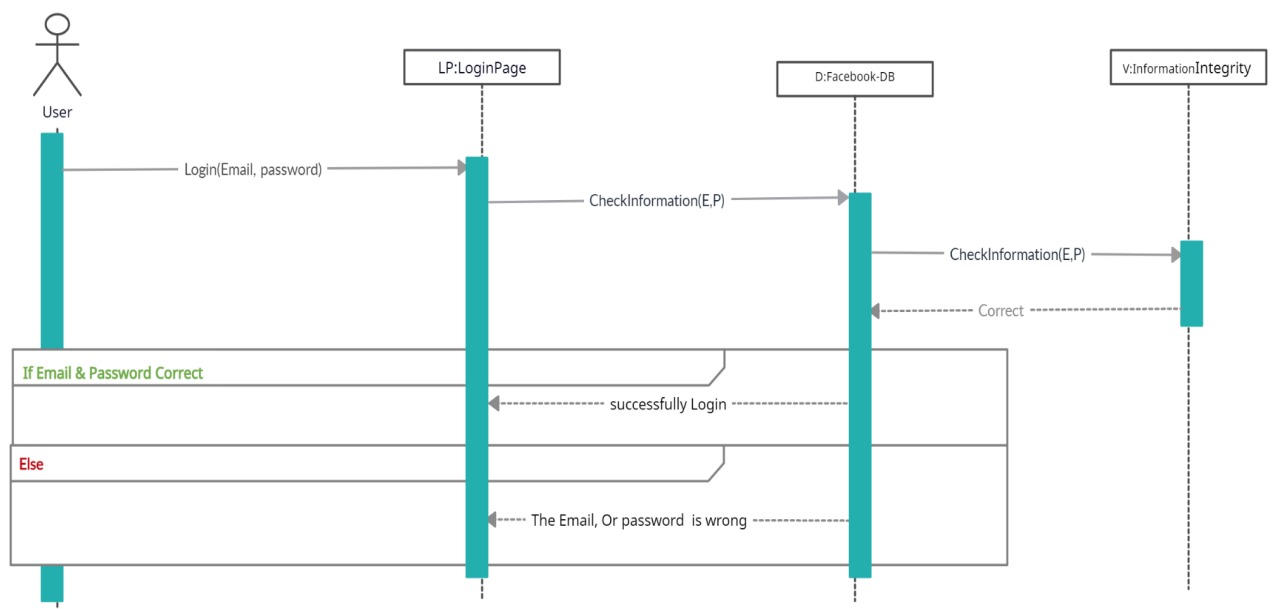 User
LP:LoginPage
D:Facebook-DB
V:InformationIntegrity
Login(Email, password)
CheckInformation(E,P)
CheckInformation(E,P)
Correct
If Email & Password Correct
successfully Login
Else
The Email, Or password is wrong